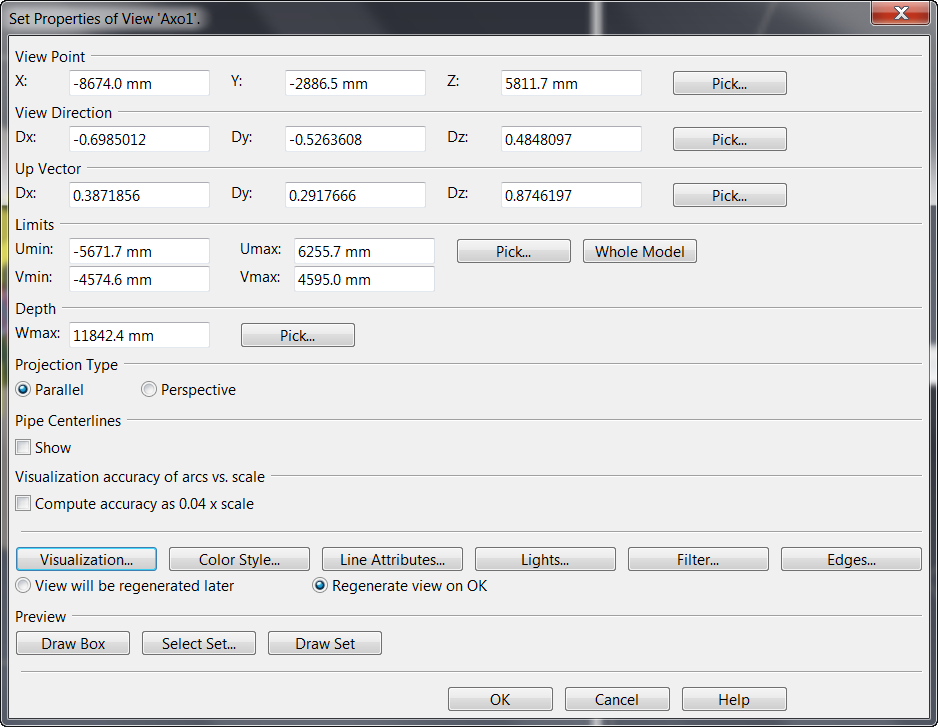 Set Properties of View 'Axo1'.
View Point
X: -8674.0 mm Y: -2886.5 mm Z: 5811.7 mm Pick...
View Direction
Dx: -0.6985012 Dy: -0.5263608 Dz: 0.4848097 Pick...
Up Vector
Dx: 0.3871856 Dy: 0.2917666 Dz: 0.8746197 Pick...
Limits
Umin: -5671.7 mm Umax: 6255.7 mm Pick... Whole Model
Vmin: -4574.6 mm Vmax: 4595.0 mm
Depth
Wmax: 11842.4 mm Pick...
Projection Type
Parallel Perspective
Pipe Centerlines
Show
Visualization accuracy of arcs vs. scale
Compute accuracy as 0.04 x scale
Visualization... Color Style... Line Attributes... Lights... Filter... Edges...
View will be regenerated later Regenerate view on OK
Preview
Draw Box Select Set... Draw Set
OK Cancel Help